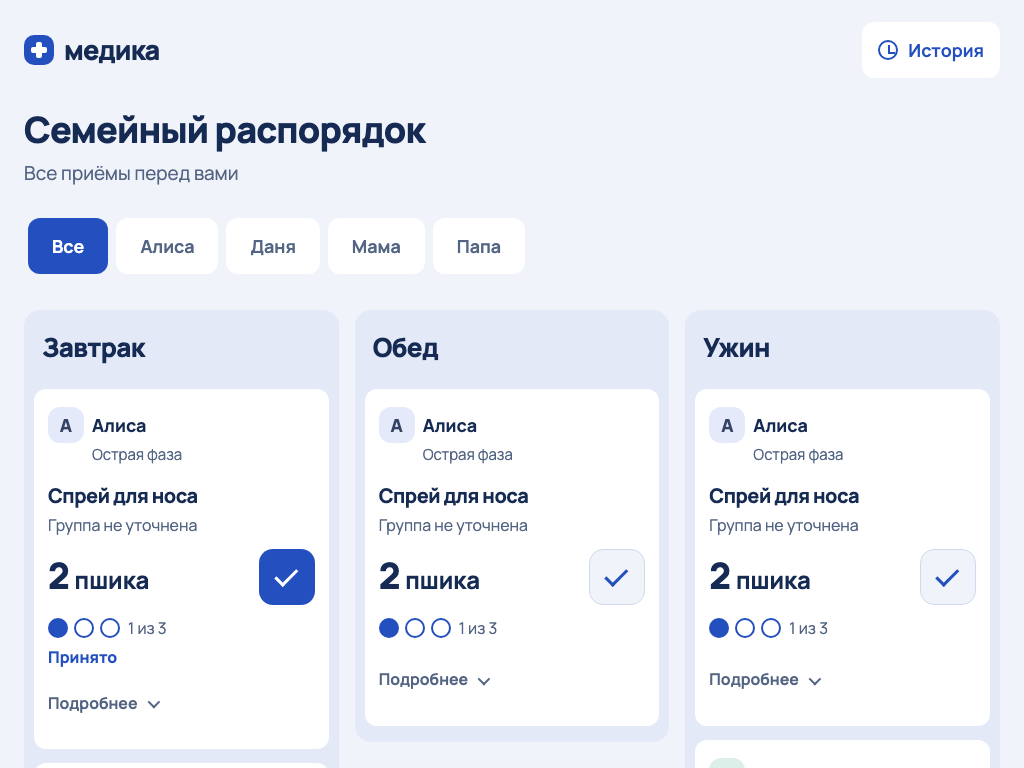 медика
История
Семейный распорядок
Все приёмы перед вами
Все
Алиса
Даня
Мама
Папа
Завтрак
А
Алиса
Острая фаза
Спрей для носа
Группа не уточнена
2 пшика
1 из 3
Принято
Подробнее
Обед
А
Алиса
Острая фаза
Спрей для носа
Группа не уточнена
2 пшика
1 из 3
Подробнее
Ужин
А
Алиса
Острая фаза
Спрей для носа
Группа не уточнена
2 пшика
1 из 3
Подробнее